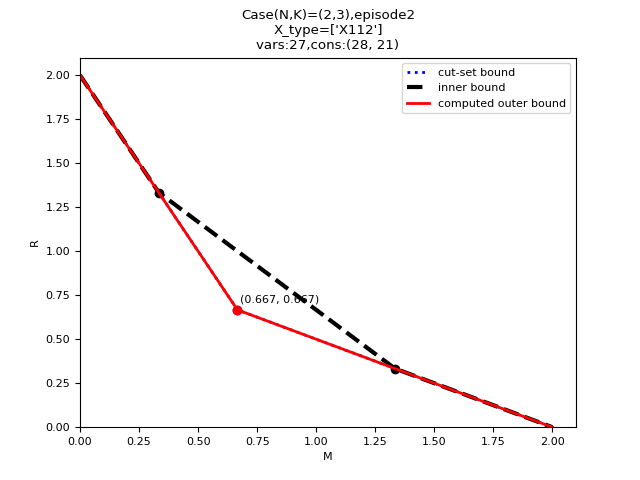 Case(N,K)=(2,3),episode2
X_type=['X112']
vars:27,cons:(28, 21)
cut-set bound
inner bound
computed outer bound
2.00
1.75
1.50
1.25
1.00
0.75
0.50
0.25
0.00
R
(0.667, 0.667)
0.00 0.25 0.50 0.75 1.00 1.25 1.50 1.75 2.00
M